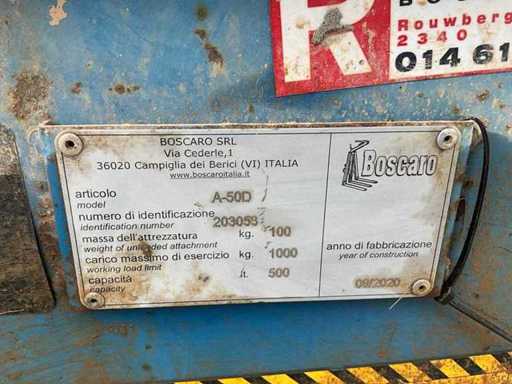 R
Rouwberg
2340
014 61
BOSCARO SRL
Via Cederle,1
36020 Campiglia dei Berici (VI) ITALIA
www.boscaroitalia.it
Boscaro
articolo A-50D
model
numero di identificazione 203053
identification number
massa dell'attrezzatura kg. 100
weight of unloaded attachment
carico massimo di esercizio kg. 1000
working load limit
capacità lt. 500
capacity
anno di fabbricazione
year of construction
09/2020